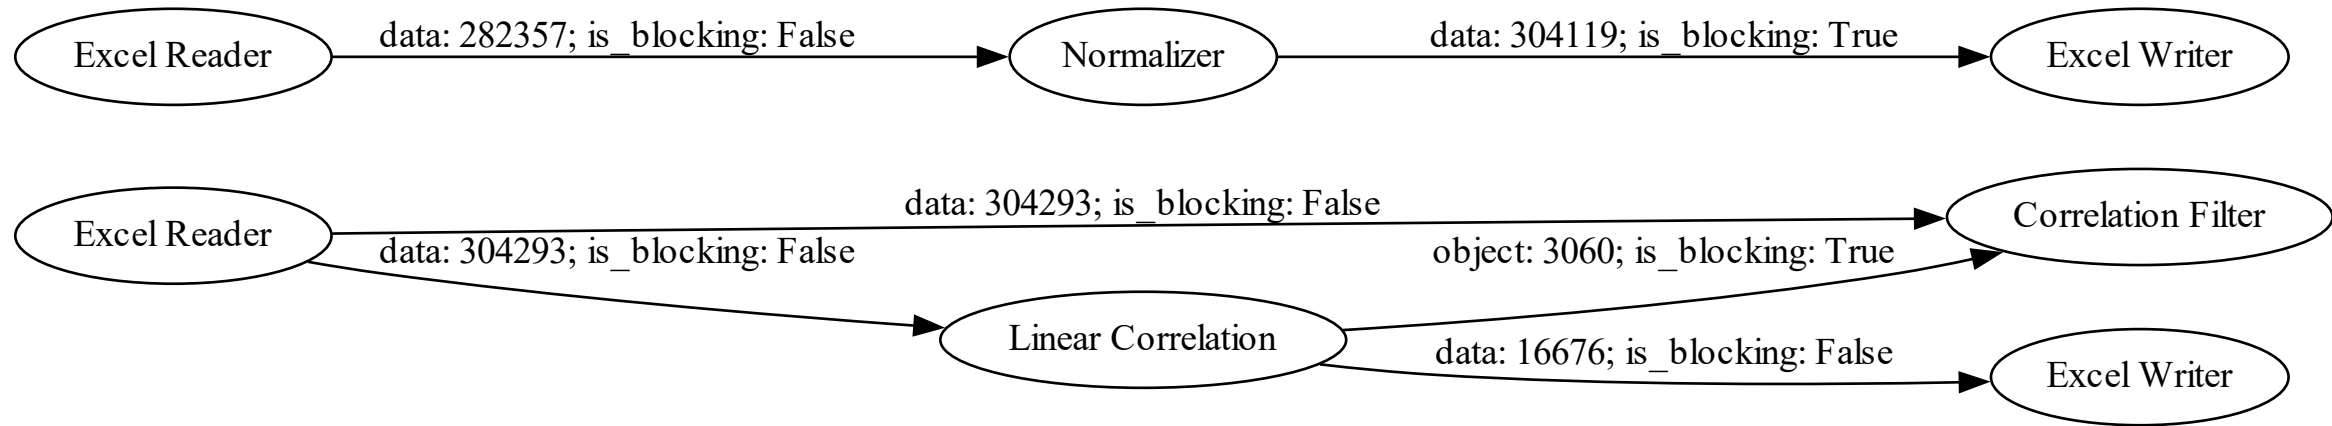 Excel Reader
data: 282357; is_blocking: False
Normalizer
data: 304119; is_blocking: True
Excel Writer
Excel Reader
data: 304293; is_blocking: False
Correlation Filter
data: 304293; is_blocking: False
object: 3060; is_blocking: True
Linear Correlation
data: 16676; is_blocking: False
Excel Writer